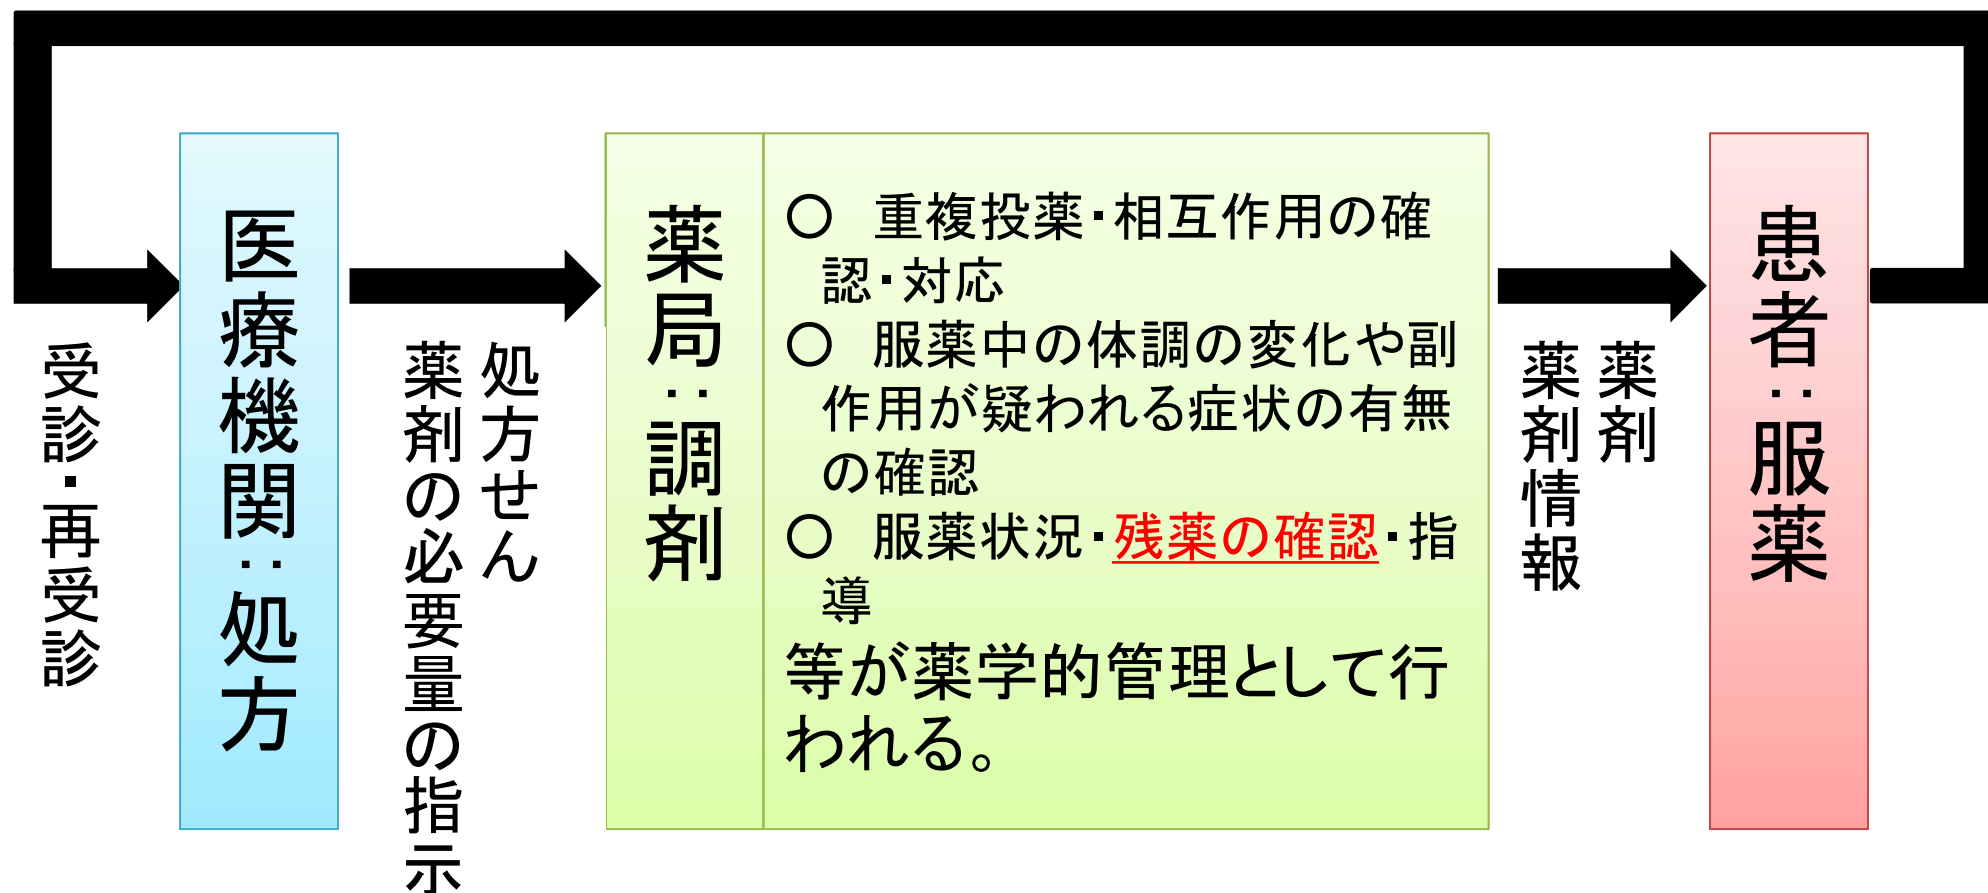 受診・再受診
医療機関：処方
処方せん
薬剤の必要量の指示
薬局：調剤
○　重複投薬・相互作用の確
認・対応
○　服薬中の体調の変化や副
作用が疑われる症状の有無
の確認
○　服薬状況・残薬の確認・指
導
等が薬学的管理として行
われる。
薬剤
薬剤情報
患者：服薬